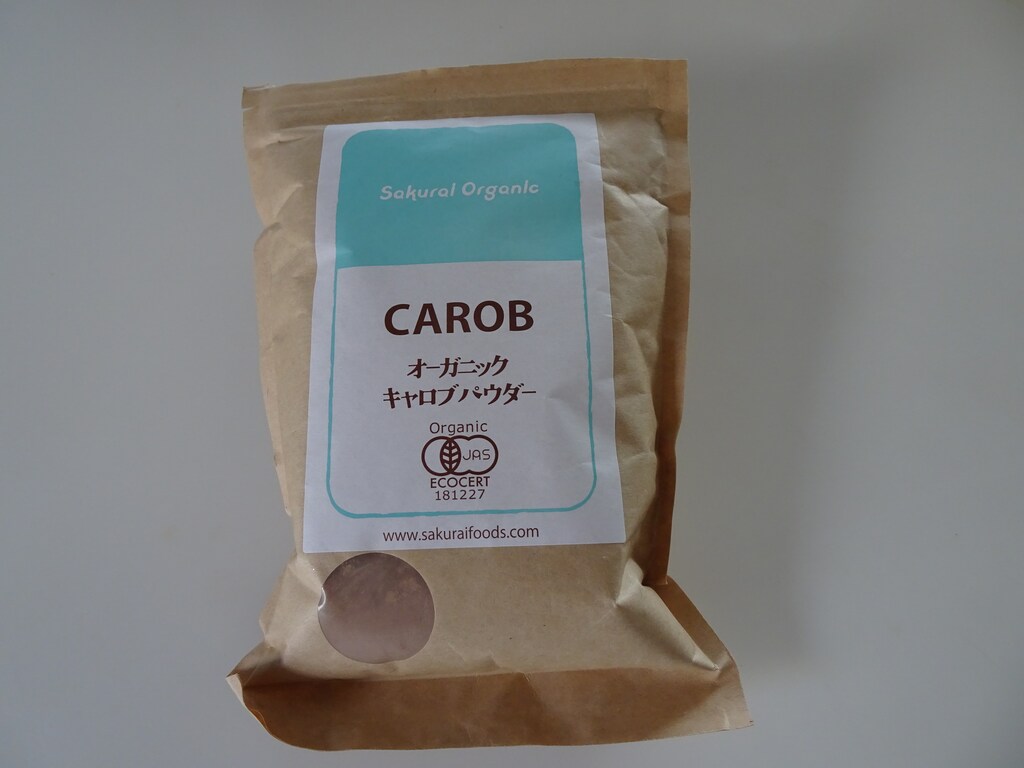 Sakurai Organic
CAROB
オーガニック
キャロブパウダー
Organic
JAS
ECOCERT
181227
www.sakuraifoods.com